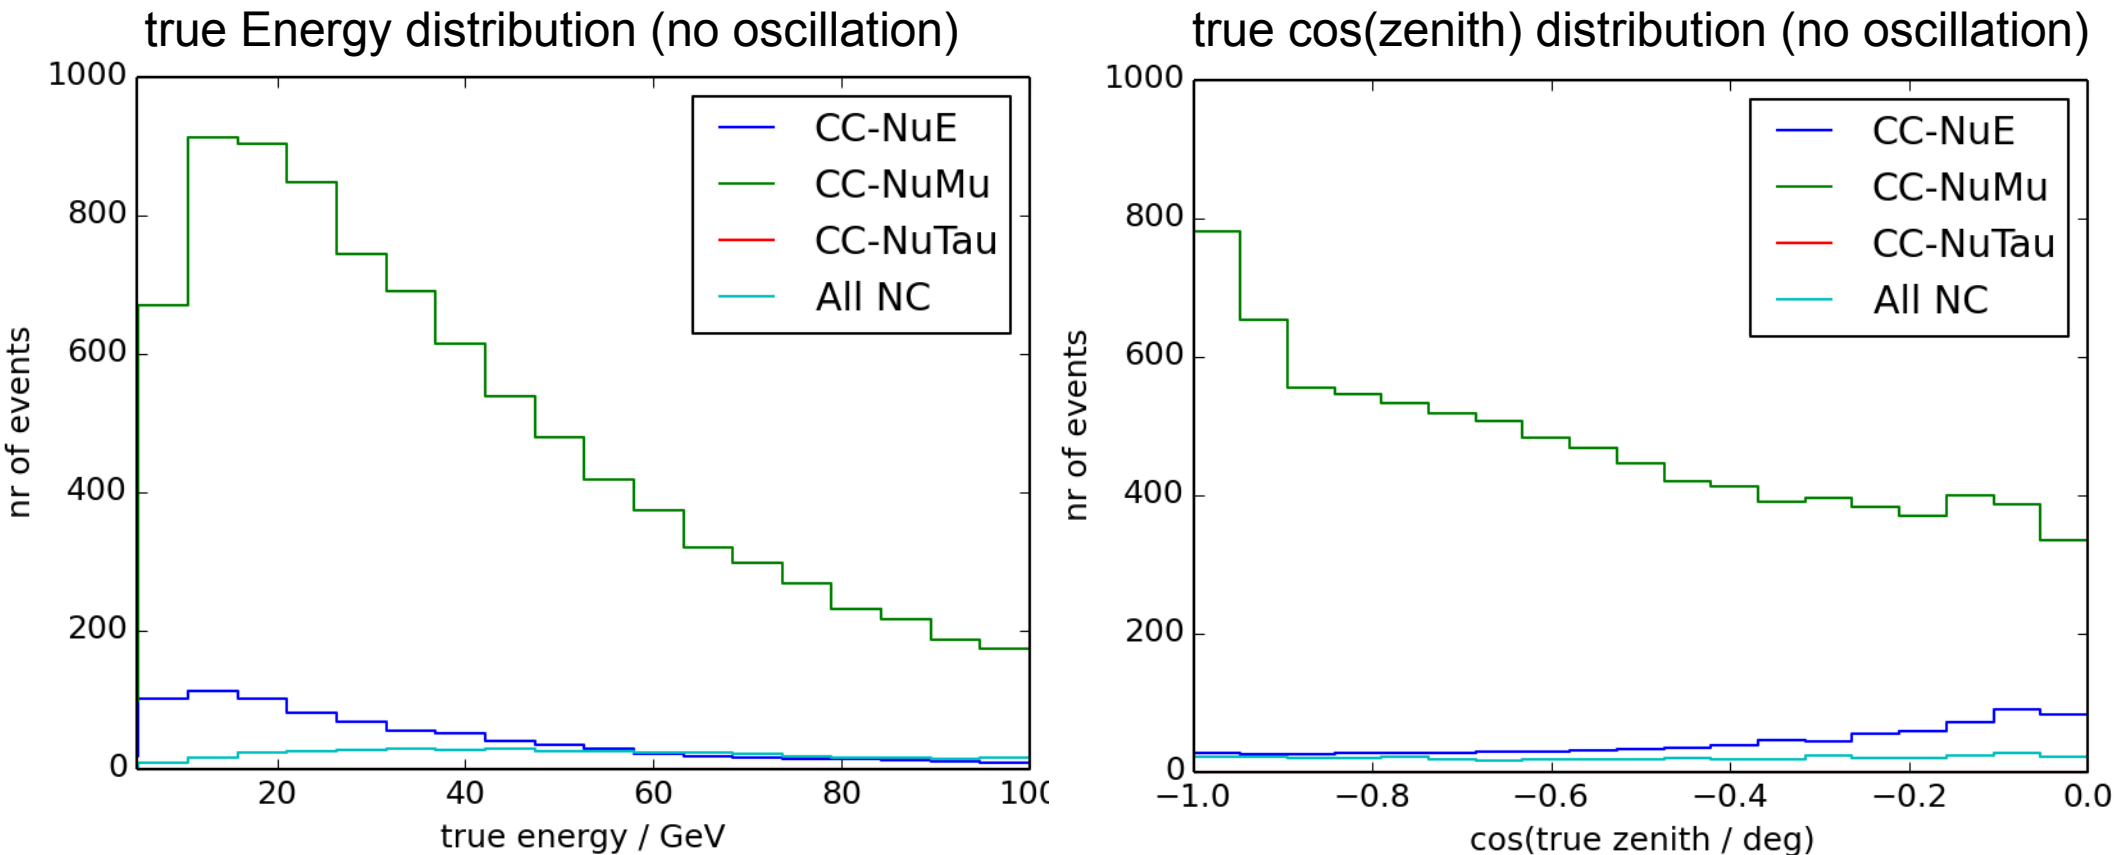 true Energy distribution (no oscillation)
1000
800
600
400
200
0
nr of events
CC-NuE
CC-NuMu
CC-NuTau
All NC
20
40
60
80
100
true energy / GeV
true cos(zenith) distribution (no oscillation)
1000
800
600
400
200
0
nr of events
CC-NuE
CC-NuMu
CC-NuTau
All NC
−1.0
−0.8
−0.6
−0.4
−0.2
0.0
cos(true zenith / deg)